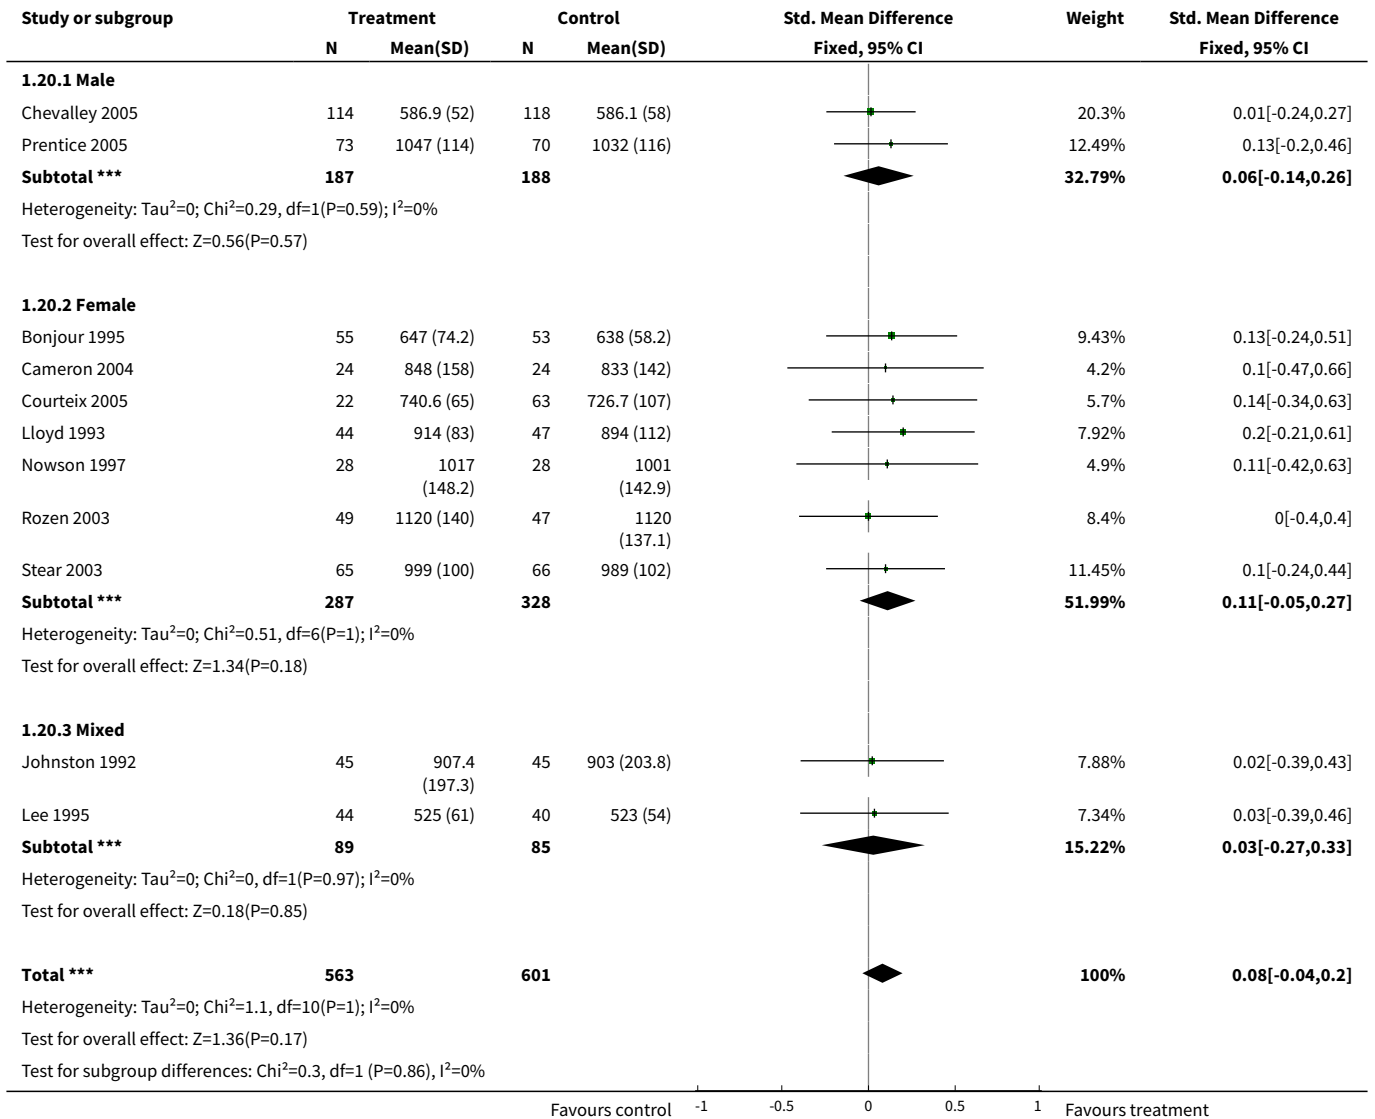 Study or subgroup Treatment Control Std. Mean Difference Weight Std. Mean Difference
N Mean(SD) N Mean(SD) Fixed, 95% CI Fixed, 95% CI
1.20.1 Male
Chevalley 2005 114 586.9 (52) 118 586.1 (58) 20.3% 0.01[-0.24,0.27]
Prentice 2005 73 1047 (114) 70 1032 (116) 12.49% 0.13[-0.2,0.46]
Subtotal *** 187 188 32.79% 0.06[-0.14,0.26]
Heterogeneity: Tau²=0; Chi²=0.29, df=1(P=0.59); I²=0%
Test for overall effect: Z=0.56(P=0.57)
1.20.2 Female
Bonjour 1995 55 647 (74.2) 53 638 (58.2) 9.43% 0.13[-0.24,0.51]
Cameron 2004 24 848 (158) 24 833 (142) 4.2% 0.1[-0.47,0.66]
Courteix 2005 22 740.6 (65) 63 726.7 (107) 5.7% 0.14[-0.34,0.63]
Lloyd 1993 44 914 (83) 47 894 (112) 7.92% 0.2[-0.21,0.61]
Nowson 1997 28 1017 28 1001 4.9% 0.11[-0.42,0.63]
(148.2) (142.9)
Rozen 2003 49 1120 (140) 47 1120 8.4% 0[-0.4,0.4]
(137.1)
Stear 2003 65 999 (100) 66 989 (102) 11.45% 0.1[-0.24,0.44]
Subtotal *** 287 328 51.99% 0.11[-0.05,0.27]
Heterogeneity: Tau²=0; Chi²=0.51, df=6(P=1); I²=0%
Test for overall effect: Z=1.34(P=0.18)
1.20.3 Mixed
Johnston 1992 45 907.4 45 903 (203.8) 7.88% 0.02[-0.39,0.43]
(197.3)
Lee 1995 44 525 (61) 40 523 (54) 7.34% 0.03[-0.39,0.46]
Subtotal *** 89 85 15.22% 0.03[-0.27,0.33]
Heterogeneity: Tau²=0; Chi²=0, df=1(P=0.97); I²=0%
Test for overall effect: Z=0.18(P=0.85)
Total *** 563 601 100% 0.08[-0.04,0.2]
Heterogeneity: Tau²=0; Chi²=1.1, df=10(P=1); I²=0%
Test for overall effect: Z=1.36(P=0.17)
Test for subgroup differences: Chi²=0.3, df=1 (P=0.86), I²=0%
Favours control -1 -0.5 0 0.5 1 Favours treatment